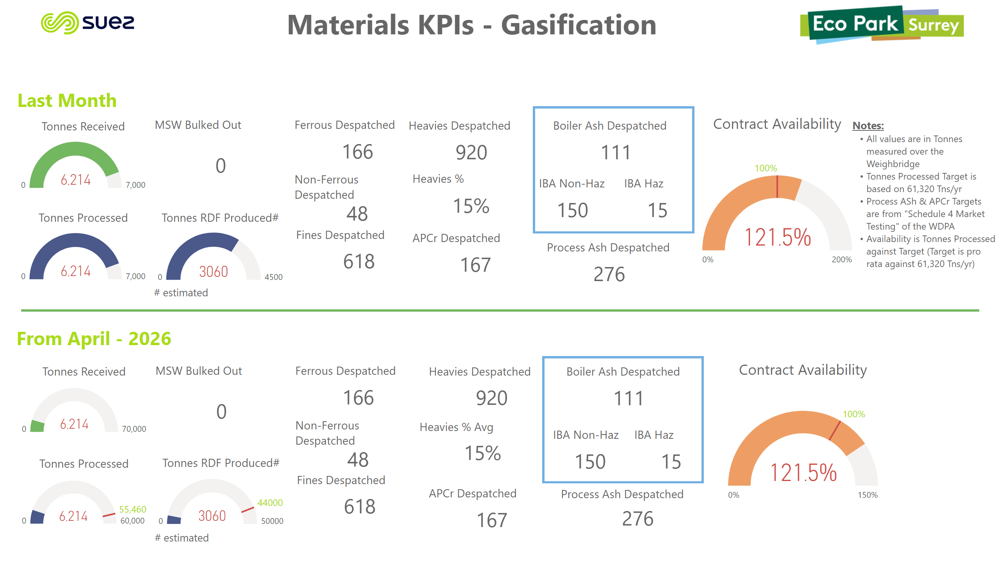 suez
Materials KPIs - Gasification
Eco Park Surrey
Last Month
Tonnes Received
6,214
0
7,000
MSW Bulked Out
0
Tonnes Processed
6,214
0
7,000
Tonnes RDF Produced#
3060
0
4500
# estimated
Ferrous Despatched
166
Non-Ferrous
Despatched
48
Fines Despatched
618
Heavies Despatched
920
Heavies %
15%
APCr Despatched
167
Boiler Ash Despatched
111
IBA Non-Haz
150
IBA Haz
15
Process Ash Despatched
276
Contract Availability
100%
121.5%
0%
200%
Notes:
• All values are in Tonnes
measured over the
Weighbridge
• Tonnes Processed Target is
based on 61,320 Tns/yr
• Process ASh & APCr Targets
are from "Schedule 4 Market
Testing" of the WDPA
• Availability is Tonnes Processed
against Target (Target is pro
rata against 61,320 Tns/yr)
From April - 2026
Tonnes Received
6,214
0
70,000
MSW Bulked Out
0
Tonnes Processed
55,460
6,214
0
60,000
Tonnes RDF Produced#
44000
3060
0
50000
# estimated
Ferrous Despatched
166
Non-Ferrous
Despatched
48
Fines Despatched
618
Heavies Despatched
920
Heavies % Avg
15%
APCr Despatched
167
Boiler Ash Despatched
111
IBA Non-Haz
150
IBA Haz
15
Process Ash Despatched
276
Contract Availability
100%
121.5%
0%
150%